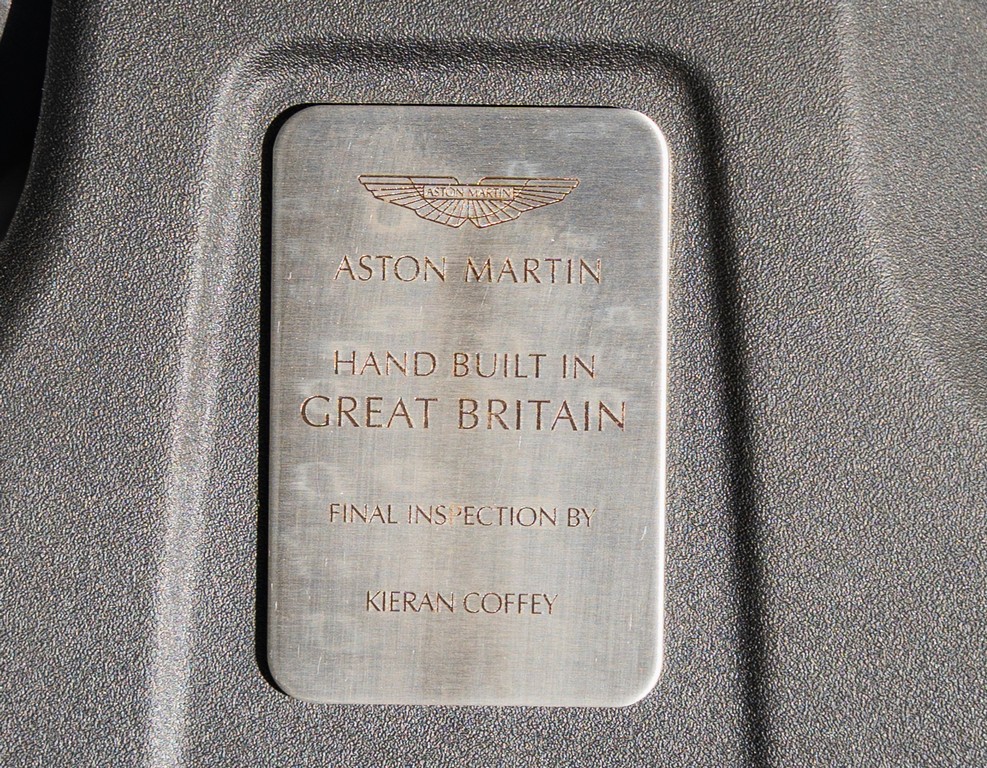 ASTON MARTIN
ASTON MARTIN
HAND BUILT IN
GREAT BRITAIN
FINAL INSPECTION BY
KIERAN COFFEY